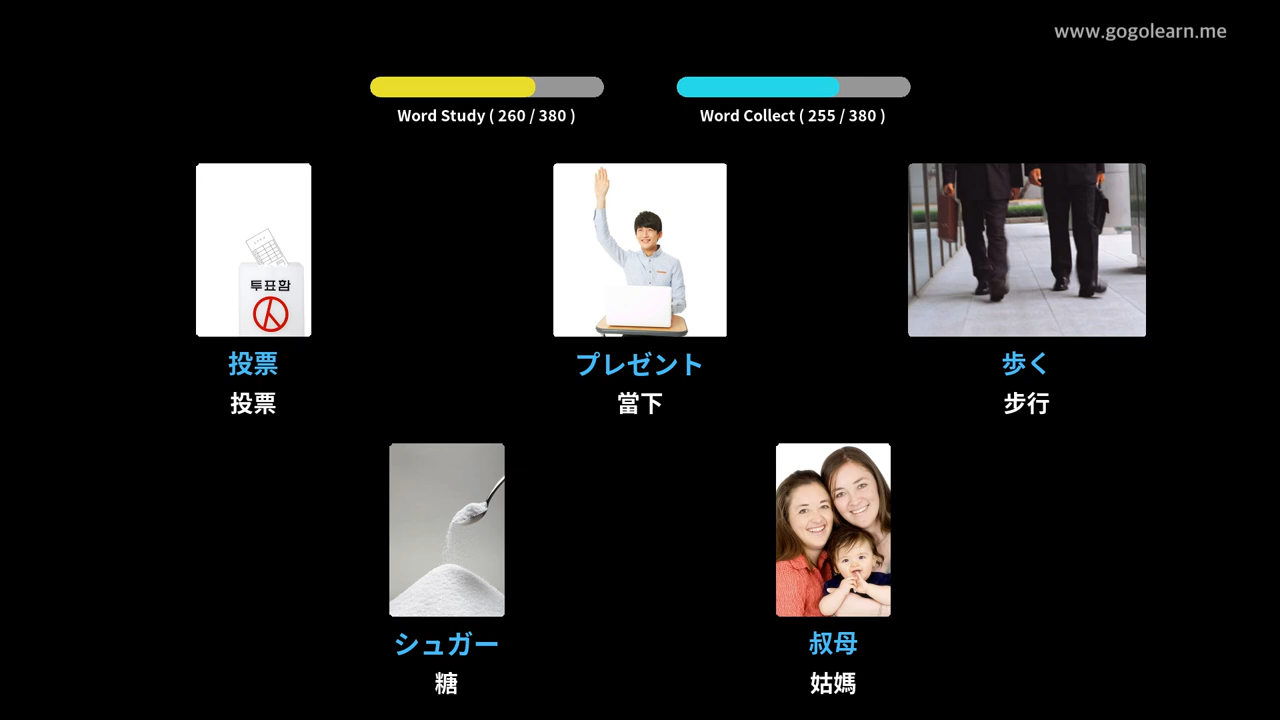 www.gogolearn.me
Word Study ( 260 / 380 )
Word Collect ( 255 / 380 )
투표함
投票
投票
プレゼント
當下
歩く
步行
シュガー
糖
叔母
姑媽